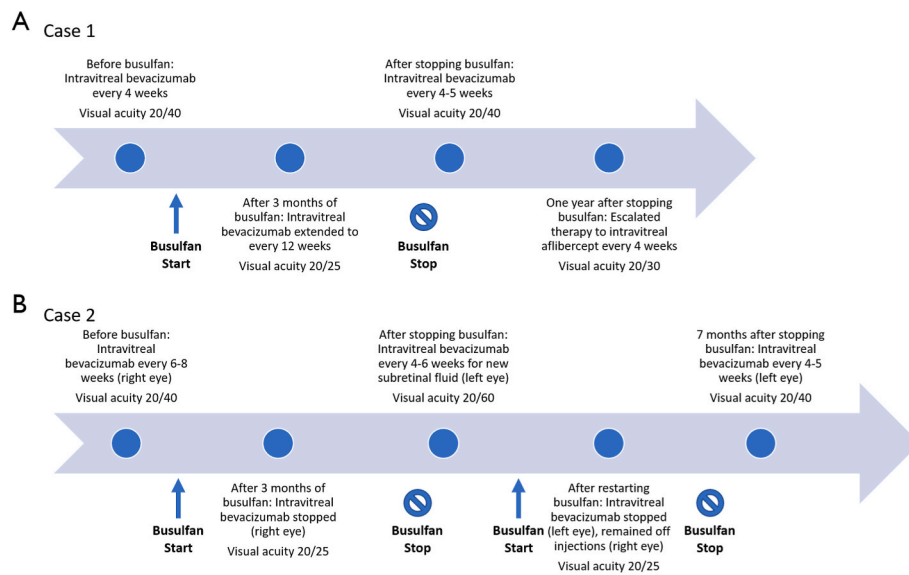 A
Case 1
Before busulfan:
Intravitreal bevacizumab
every 4 weeks
Visual acuity 20/40
After stopping busulfan:
Intravitreal bevacizumab
every 4-5 weeks
Visual acuity 20/40
Busulfan
Start
After 3 months of
busulfan: Intravitreal
bevacizumab extended to
every 12 weeks
Visual acuity 20/25
Busulfan
Stop
One year after stopping
busulfan: Escalated
therapy to intravitreal
aflibercept every 4 weeks
Visual acuity 20/30
B
Case 2
Before busulfan:
Intravitreal
bevacizumab every 6-8
weeks (right eye)
Visual acuity 20/40
After stopping busulfan:
Intravitreal bevacizumab
every 4-6 weeks for new
subretinal fluid (left eye)
Visual acuity 20/60
7 months after stopping
busulfan: Intravitreal
bevacizumab every 4-5
weeks (left eye)
Visual acuity 20/40
Busulfan
Start
After 3 months of
busulfan: Intravitreal
bevacizumab stopped
(right eye)
Visual acuity 20/25
Busulfan
Stop
Busulfan
Start
After restarting
busulfan: Intravitreal
bevacizumab stopped
(left eye), remained off
injections (right eye)
Visual acuity 20/25
Busulfan
Stop